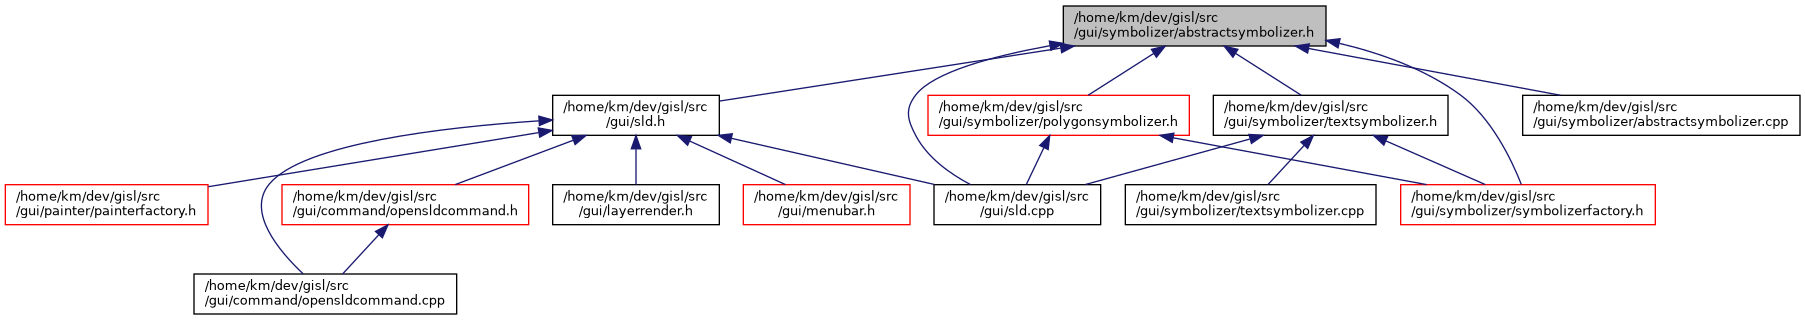 /home/km/dev/gisl/src
/gui/symbolizer/abstractsymbolizer.h
/home/km/dev/gisl/src
/gui/sld.h
/home/km/dev/gisl/src
/gui/symbolizer/polygonsymbolizer.h
/home/km/dev/gisl/src
/gui/symbolizer/textsymbolizer.h
/home/km/dev/gisl/src
/gui/symbolizer/abstractsymbolizer.cpp
/home/km/dev/gisl/src
/gui/painter/painterfactory.h
/home/km/dev/gisl/src
/gui/command/opensldcommand.h
/home/km/dev/gisl/src
/gui/layerrender.h
/home/km/dev/gisl/src
/gui/menubar.h
/home/km/dev/gisl/src
/gui/sld.cpp
/home/km/dev/gisl/src
/gui/symbolizer/textsymbolizer.cpp
/home/km/dev/gisl/src
/gui/symbolizer/symbolizerfactory.h
/home/km/dev/gisl/src
/gui/command/opensldcommand.cpp